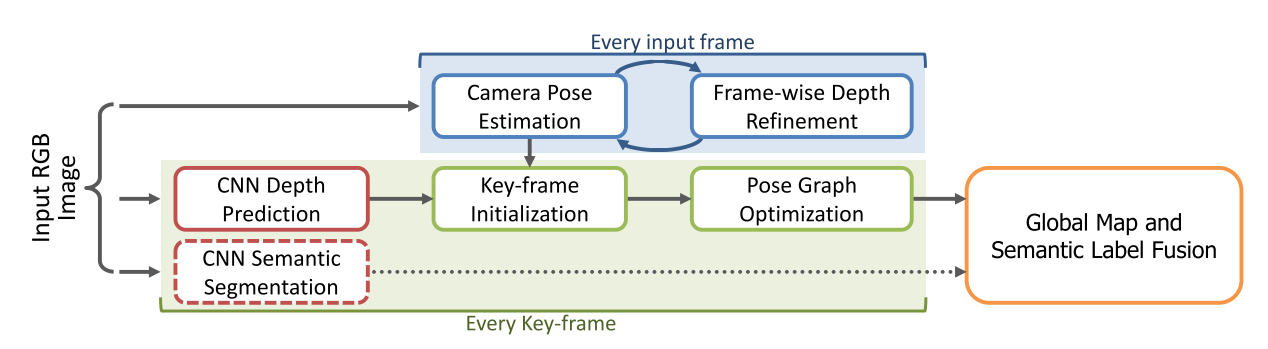 Every input frame
Camera Pose
Estimation
Frame-wise Depth
Refinement
Input RGB
Image
CNN Depth
Prediction
Key-frame
Initialization
Pose Graph
Optimization
Global Map and
Semantic Label Fusion
CNN Semantic
Segmentation
Every Key-frame